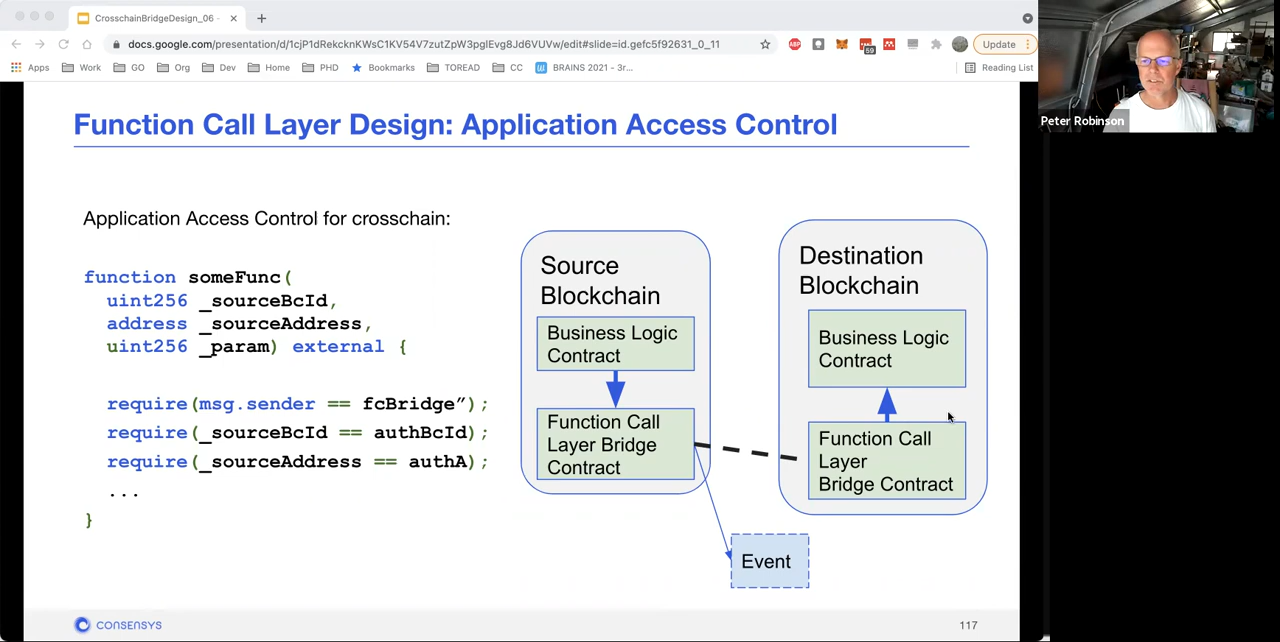 CrosschainBridgeDesign_06 -
docs.google.com/presentation/d/1cjP1dRekcknKWsC1KV54V7zutZpW3pglEvg8Jd6VUVw/edit#slide=id.gefc5f92631_0_11
ABP
59
Update
Apps
Work
GO
Org
Dev
Home
PHD
Bookmarks
TOREAD
CC
BRAINS 2021 - 3r...
Reading List
Peter Robinson
Function Call Layer Design: Application Access Control
Application Access Control for crosschain:
function someFunc(
uint256 _sourceBcId,
address _sourceAddress,
uint256 _param) external {
require(msg.sender == fcBridge”);
require(_sourceBcId == authBcId);
require(_sourceAddress == authA);
...
}
Source
Blockchain
Business Logic
Contract
Function Call
Layer Bridge
Contract
Destination
Blockchain
Business Logic
Contract
Function Call
Layer
Bridge Contract
Event
CONSENSYS
117